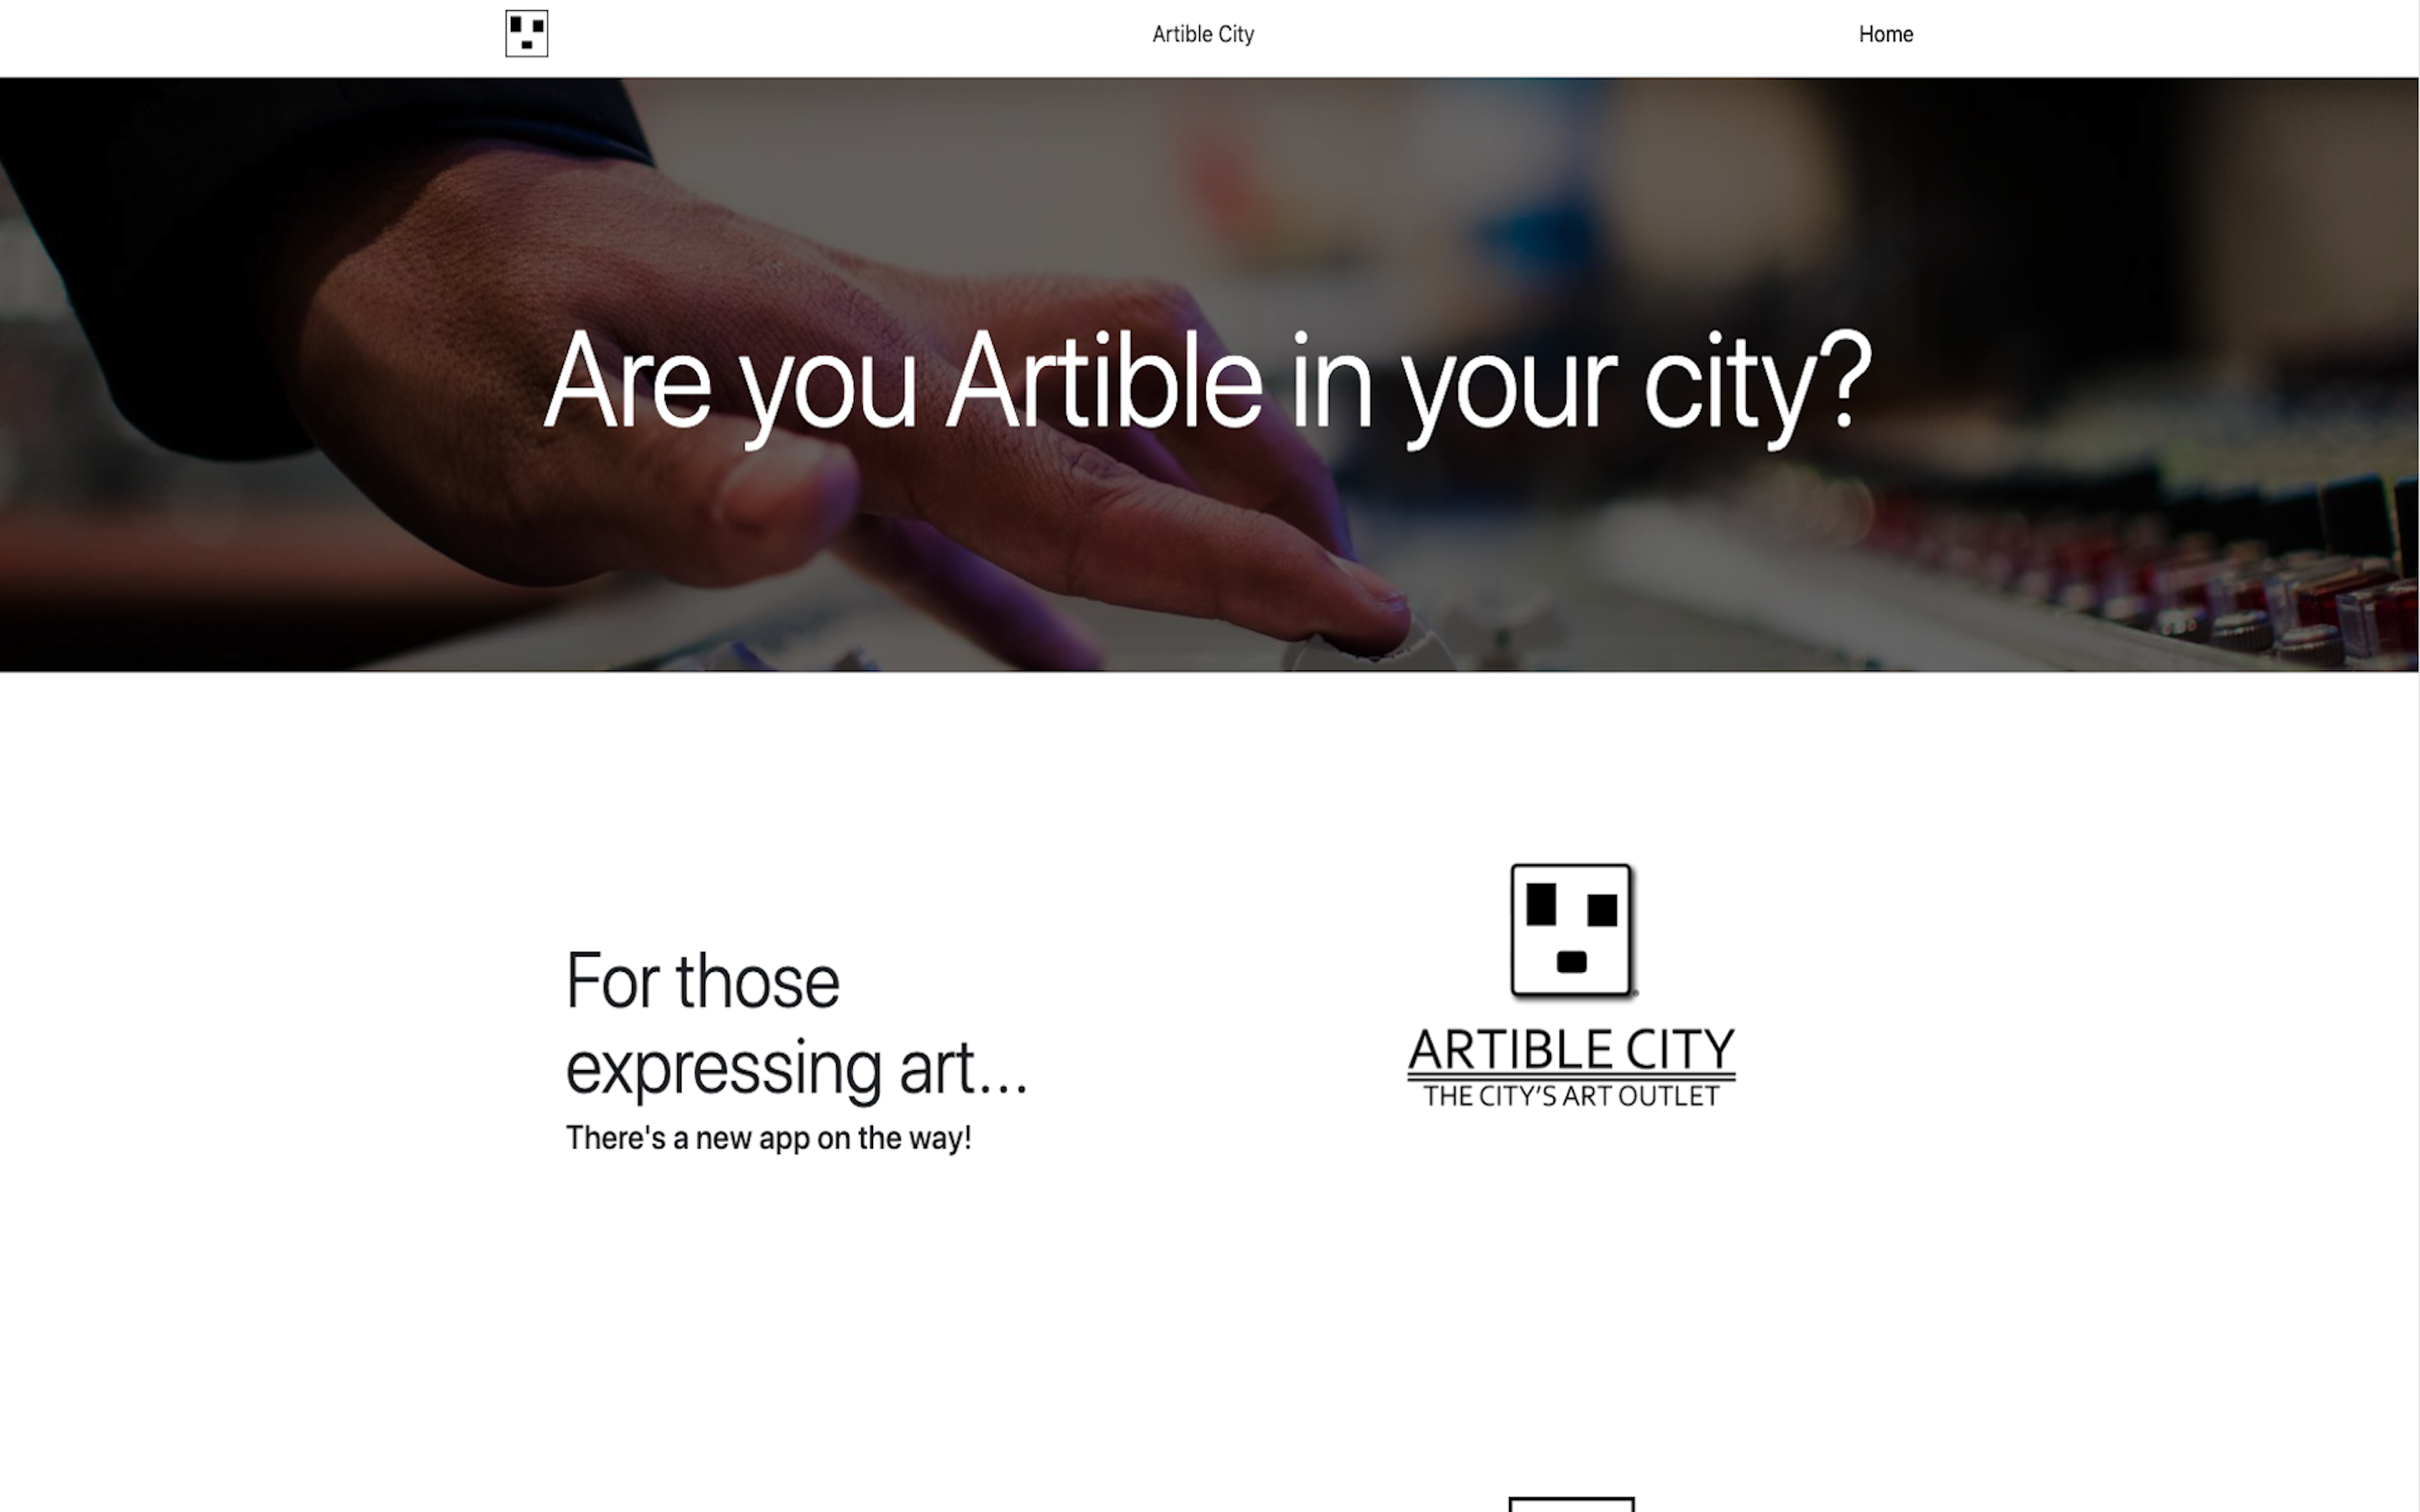 Artible City
Home
Are you Artible in your city?
For those
expressing art...
There's a new app on the way!
ARTIBLE CITY
THE CITY'S ART OUTLET